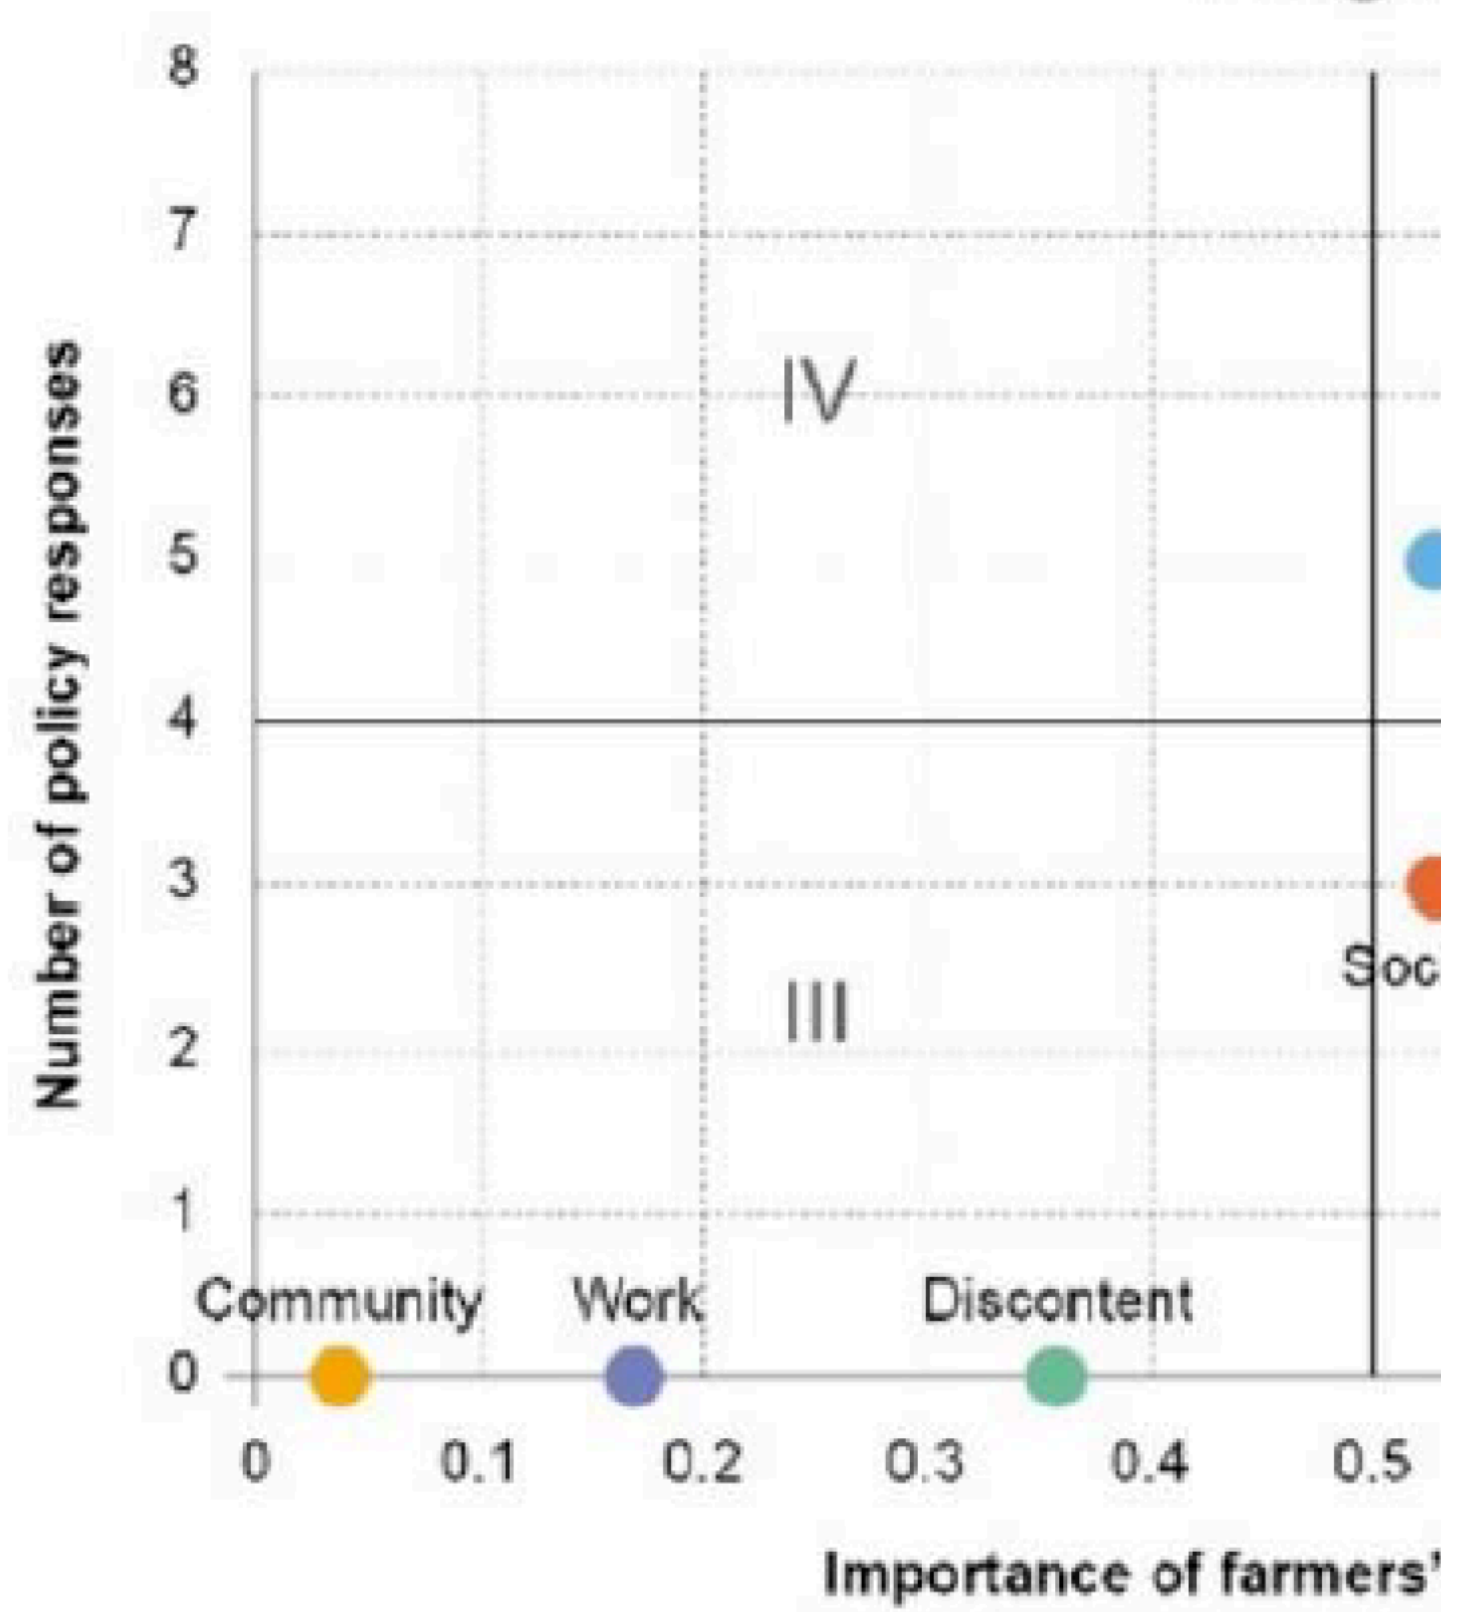 8
7
6
5
4
3
2
1
0
Number of policy responses
IV
III
Soc
Community
Work
Discontent
0 0.1 0.2 0.3 0.4 0.5
Importance of farmers'